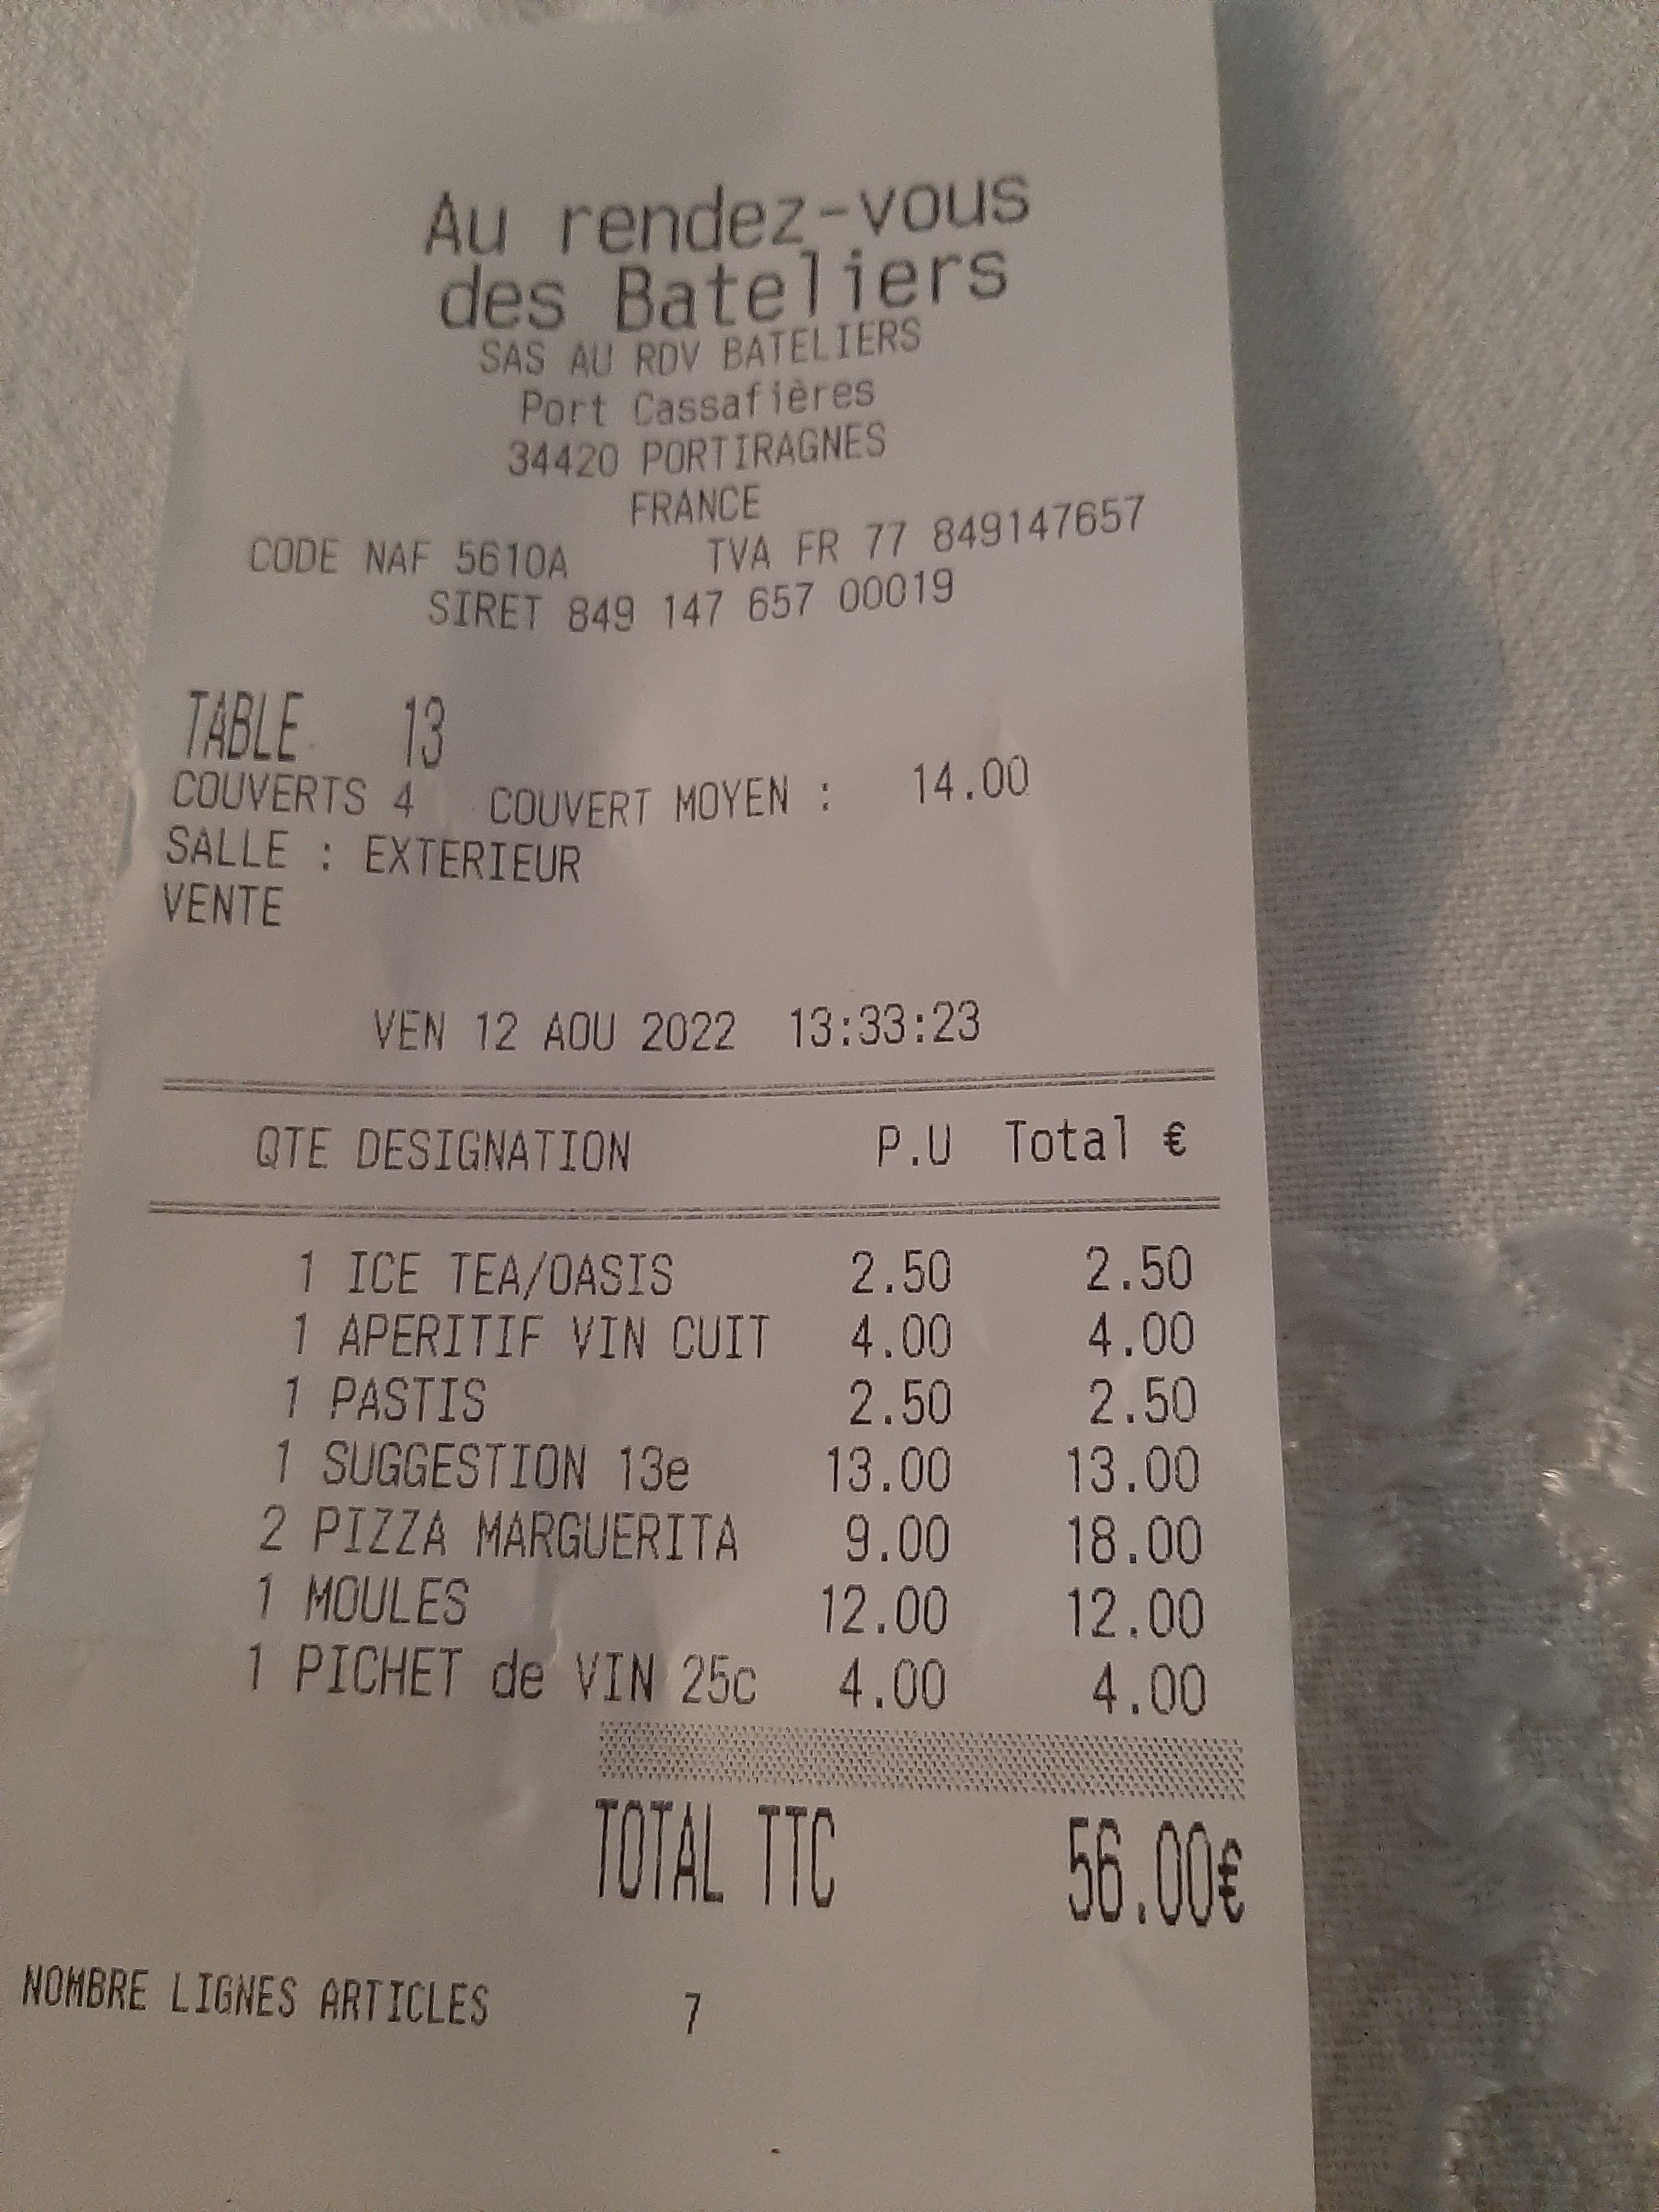 Au rendez-vous
des Bateliers
SAS AU RDV BATELIERS
Port Cassafières
34420 PORTIRAGNES
FRANCE
CODE NAF 5610A TVA FR 77 849147657
SIRET 849 147 657 00019
TABLE 13
COUVERTS 4 COUVERT MOYEN : 14.00
SALLE : EXTERIEUR
VENTE
VEN 12 AOU 2022 13:33:23
QTE DESIGNATION P.U Total €
1 ICE TEA/OASIS 2.50 2.50
1 APERITIF VIN CUIT 4.00 4.00
1 PASTIS 2.50 2.50
1 SUGGESTION 13e 13.00 13.00
2 PIZZA MARGUERITA 9.00 18.00
1 MOULES 12.00 12.00
1 PICHET de VIN 25c 4.00 4.00
TOTAL TTC 56.00€
NOMBRE LIGNES ARTICLES 7